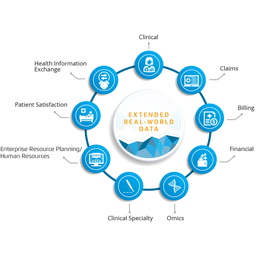 Clinical
Health Information
Exchange
Claims
Patient Satisfaction
Billing
EXTENDED
REAL-WORLD
DATA
Enterprise Resource Planning/
Human Resources
Financial
Clinical Specialty
Omics